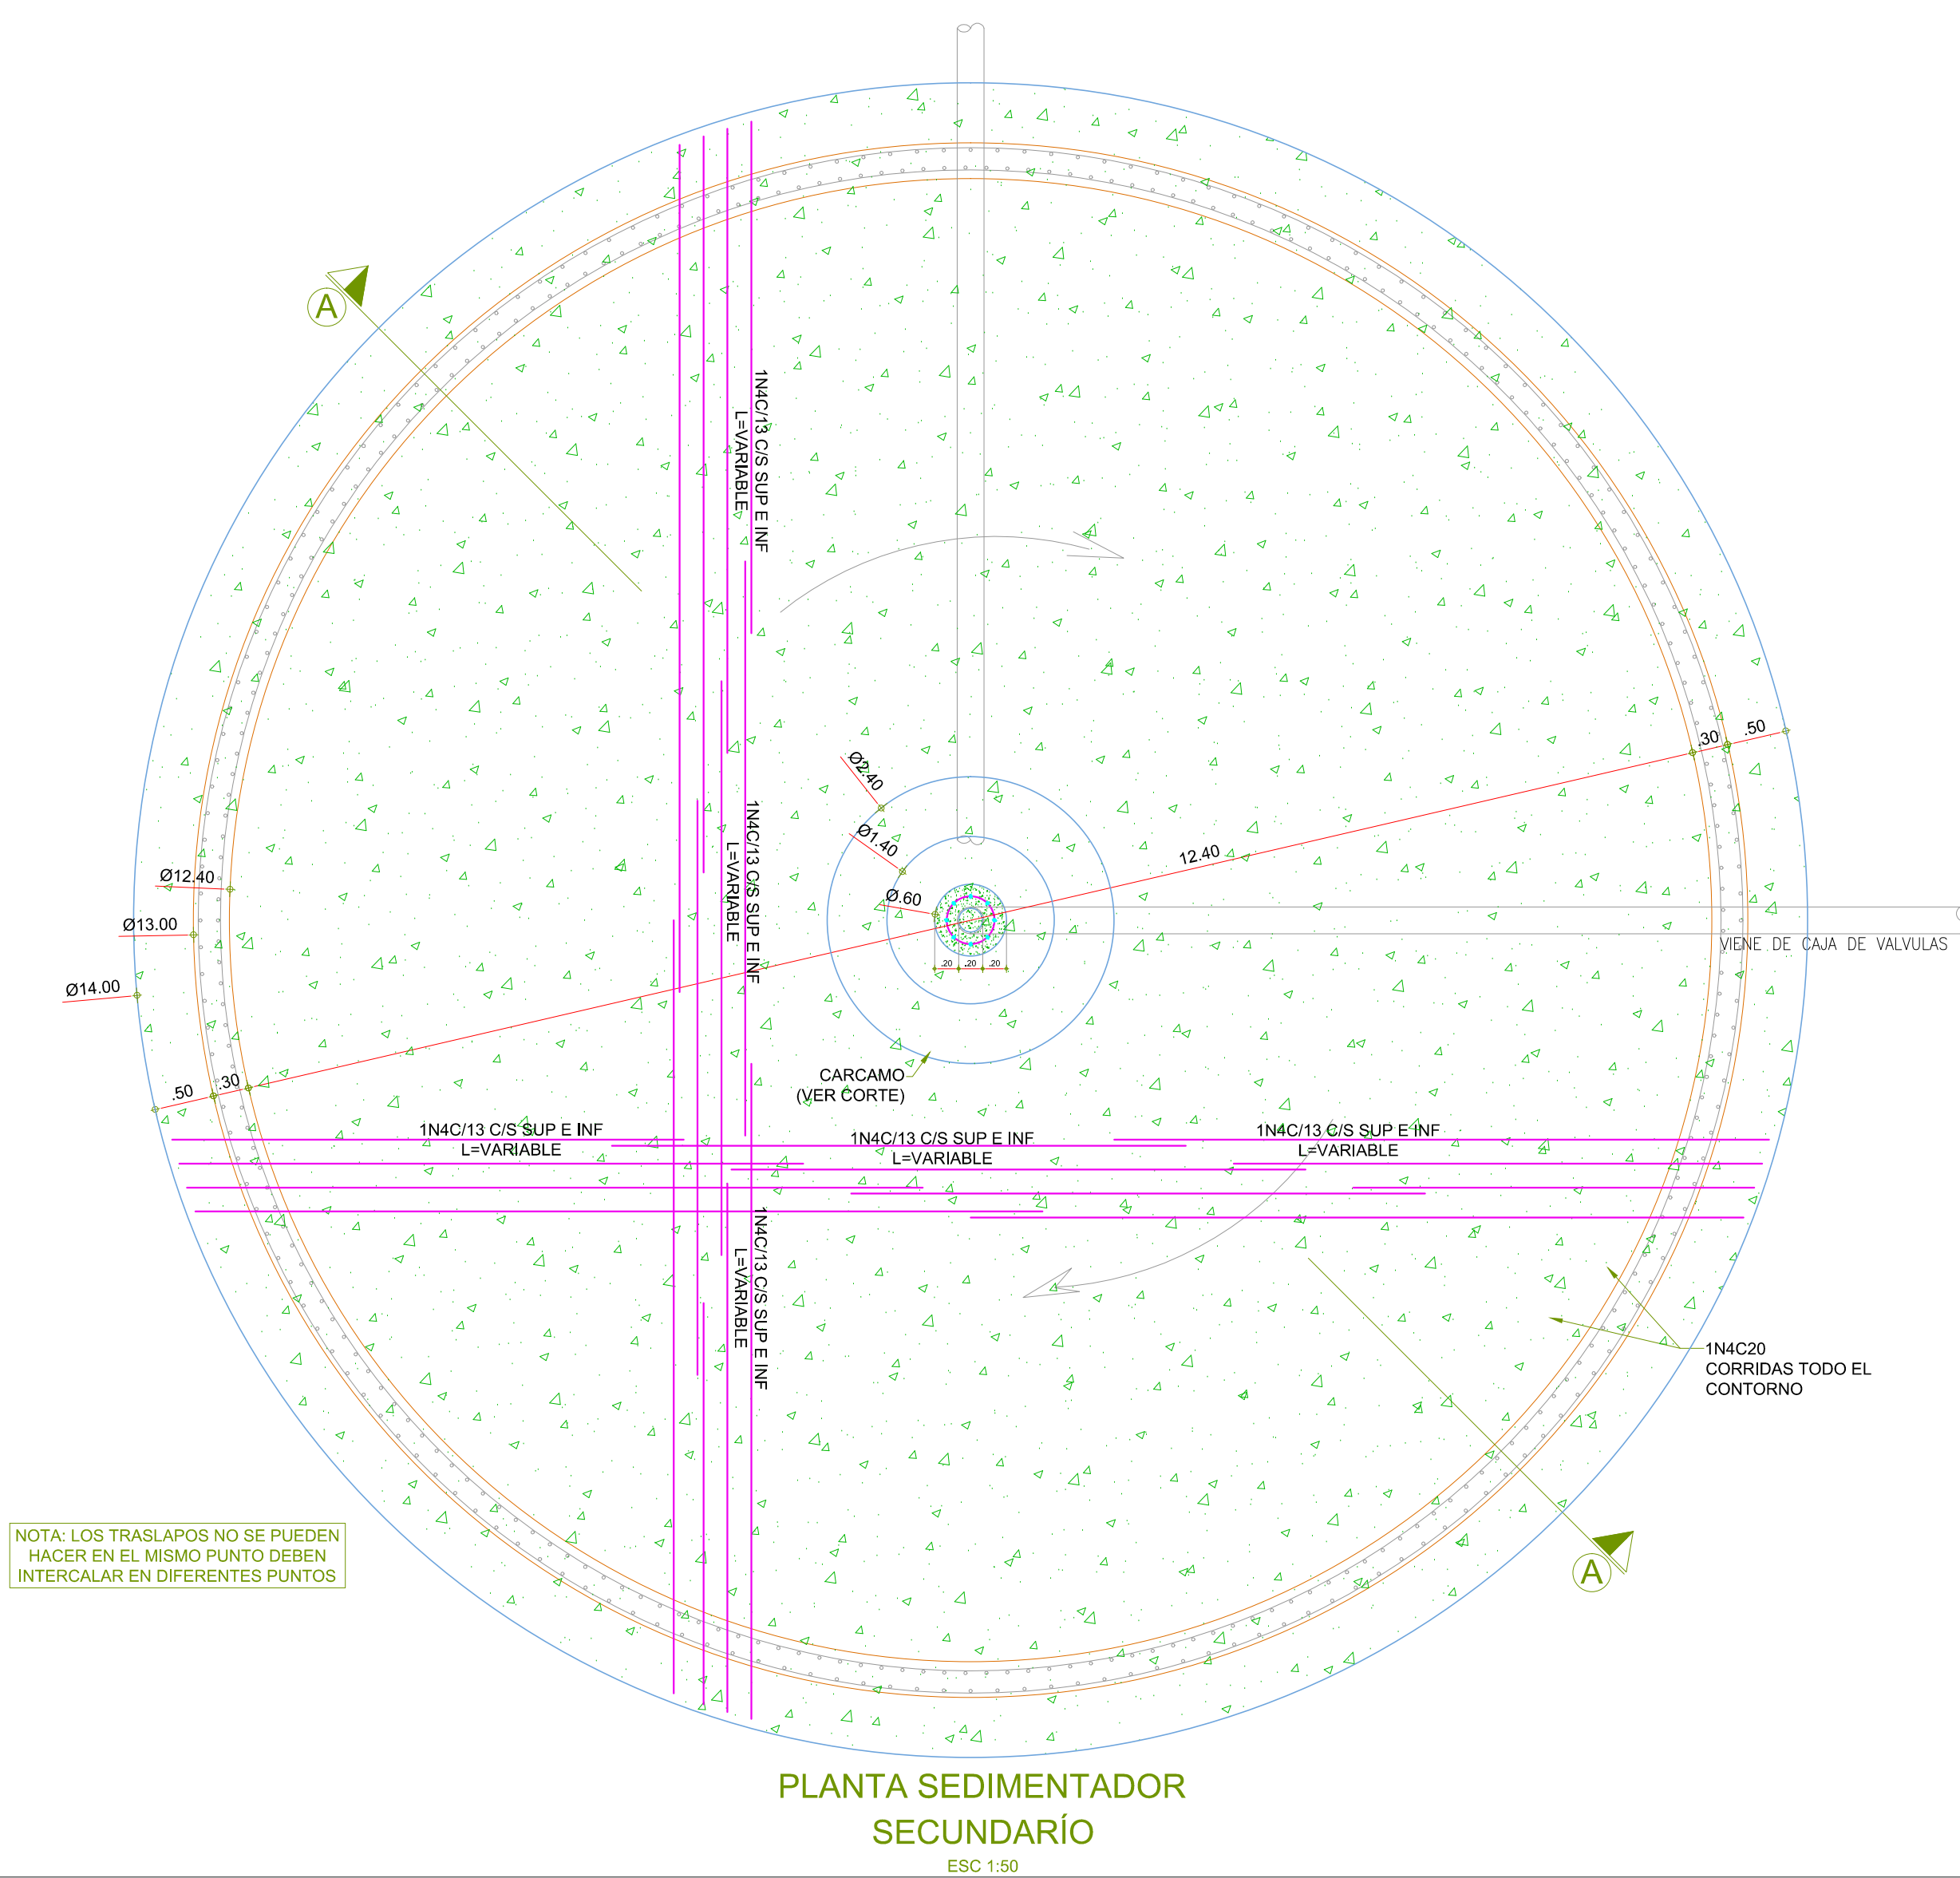 A
1N4C/13 C/S SUP E INF
L=VARIABLE
Ø2.40
Ø1.40
Ø.60
12.40
.30
.50
Ø12.40
Ø13.00
Ø14.00
.20
.20
.20
VIENE DE CAJA DE VALVULAS
1N4C/13 C/S SUP E INF
L=VARIABLE
.50
.30
CARCAMO
(VER CORTE)
1N4C/13 C/S SUP E INF
L=VARIABLE
1N4C/13 C/S SUP E INF
L=VARIABLE
1N4C/13 C/S SUP E INF
L=VARIABLE
1N4C/13 C/S SUP E INF
L=VARIABLE
1N4C20
CORRIDAS TODO EL
CONTORNO
NOTA: LOS TRASLAPOS NO SE PUEDEN
HACER EN EL MISMO PUNTO DEBEN
INTERCALAR EN DIFERENTES PUNTOS
A
PLANTA SEDIMENTADOR
SECUNDARÍO
ESC 1:50